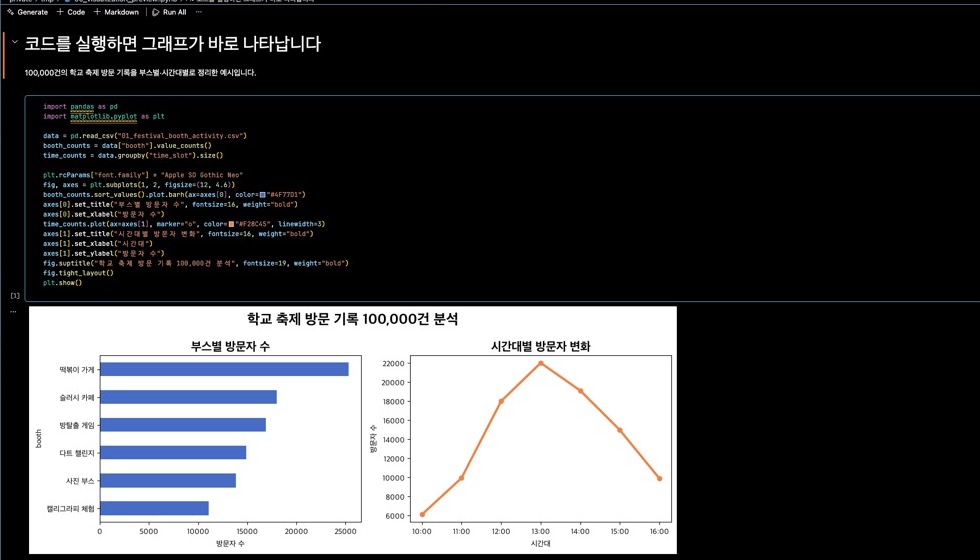 Generate + Code + Markdown Run All ...
코드를 실행하면 그래프가 바로 나타납니다
100,000건의 학교 축제 방문 기록을 부스별·시간대별로 정리한 예시입니다.
import pandas as pd
import matplotlib.pyplot as plt
data = pd.read_csv("01_festival_booth_activity.csv")
booth_counts = data["booth"].value_counts()
time_counts = data.groupby("time_slot").size()
plt.rcParams["font.family"] = "Apple SD Gothic Neo"
fig, axes = plt.subplots(1, 2, figsize=(12, 4.6))
booth_counts.sort_values().plot.barh(ax=axes[0], color="#4F77D1")
axes[0].set_title("부스별 방문자 수", fontsize=16, weight="bold")
axes[0].set_xlabel("방문자 수")
time_counts.plot(ax=axes[1], marker="o", color="#F28C45", linewidth=3)
axes[1].set_title("시간대별 방문자 변화", fontsize=16, weight="bold")
axes[1].set_xlabel("시간대")
axes[1].set_ylabel("방문자 수")
fig.suptitle("학교 축제 방문 기록 100,000건 분석", fontsize=19, weight="bold")
fig.tight_layout()
plt.show()
[1]
...
학교 축제 방문 기록 100,000건 분석
부스별 방문자 수
떡볶이 가게
슬러시 카페
방탈출 게임
다트 챌린지
사진 부스
캘리그라피 체험
booth
0 5000 10000 15000 20000 25000
방문자 수
시간대별 방문자 변화
22000
20000
18000
16000
14000
12000
10000
8000
6000
방문자 수
10:00 11:00 12:00 13:00 14:00 15:00 16:00
시간대